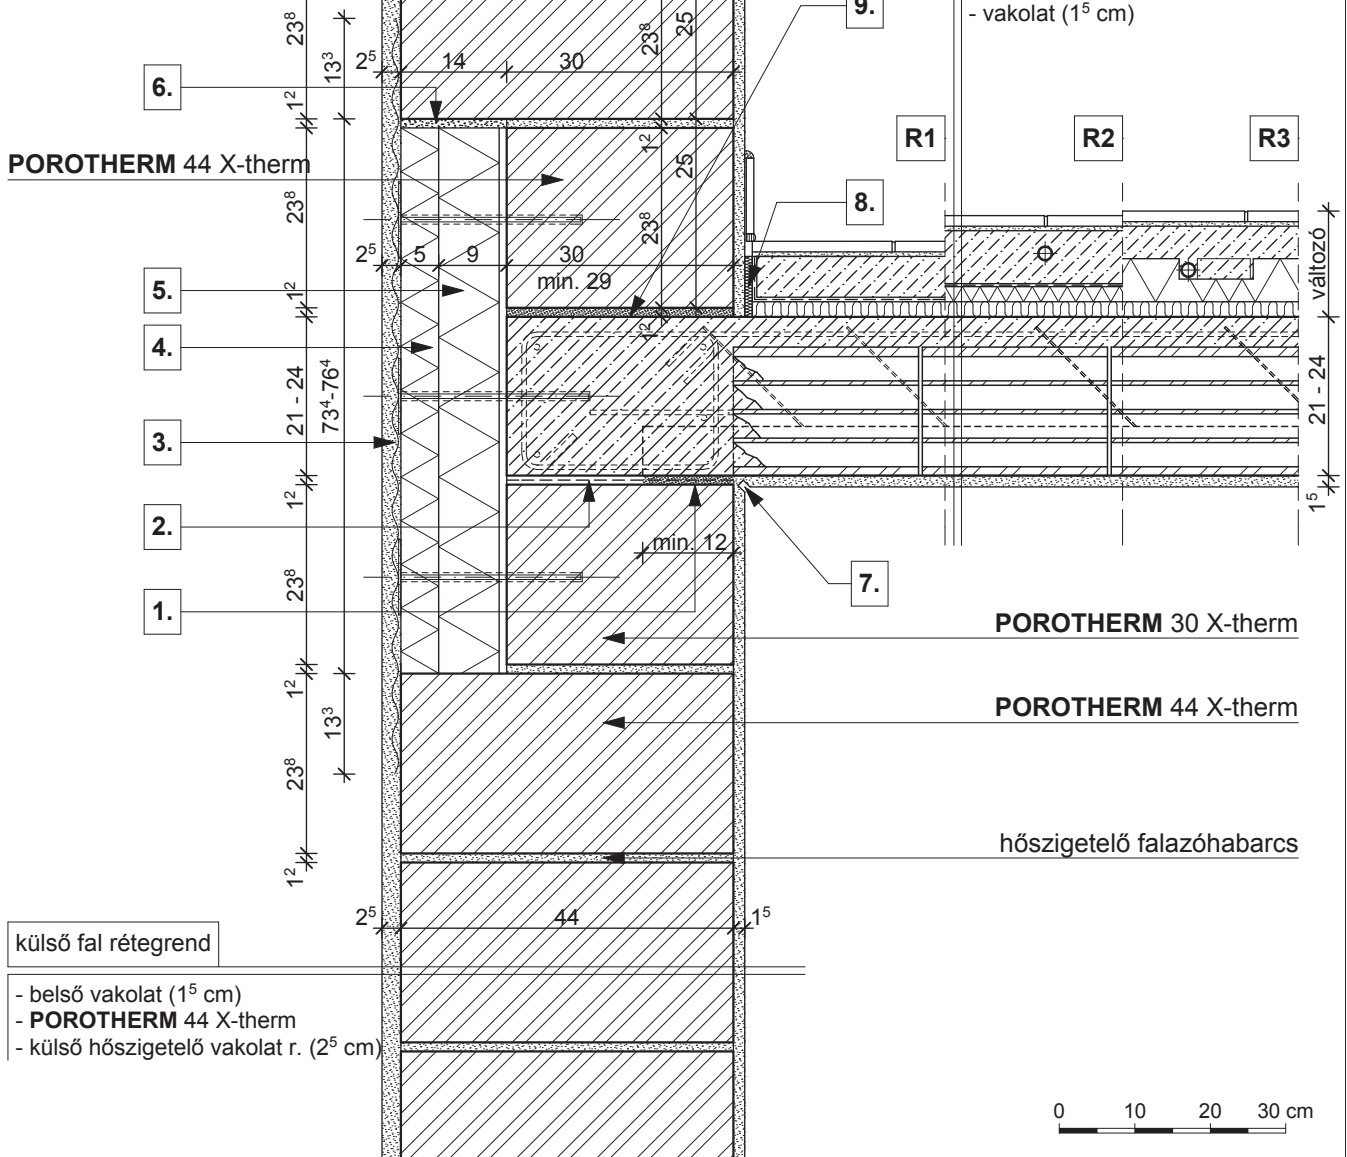 9.
- vakolat (1⁵ cm)
23⁸
13³
1²
2⁵
14
30
23⁸
25
6.
R1
R2
R3
POROTHERM 44 X-therm
1²
25
8.
23⁸
23⁸
változó
2⁵
5
9
30
min. 29
5.
1²
1²
4.
21 - 24
73⁴-76⁴
21 - 24
3.
2.
1²
1⁵
min. 12
1.
23⁸
7.
POROTHERM 30 X-therm
1²
13³
POROTHERM 44 X-therm
23⁸
hőszigetelő falazóhabarcs
1²
2⁵
44
1⁵
külső fal rétegrend
- belső vakolat (1⁵ cm)
- POROTHERM 44 X-therm
- külső hőszigetelő vakolat r. (2⁵ cm)
0 10 20 30 cm